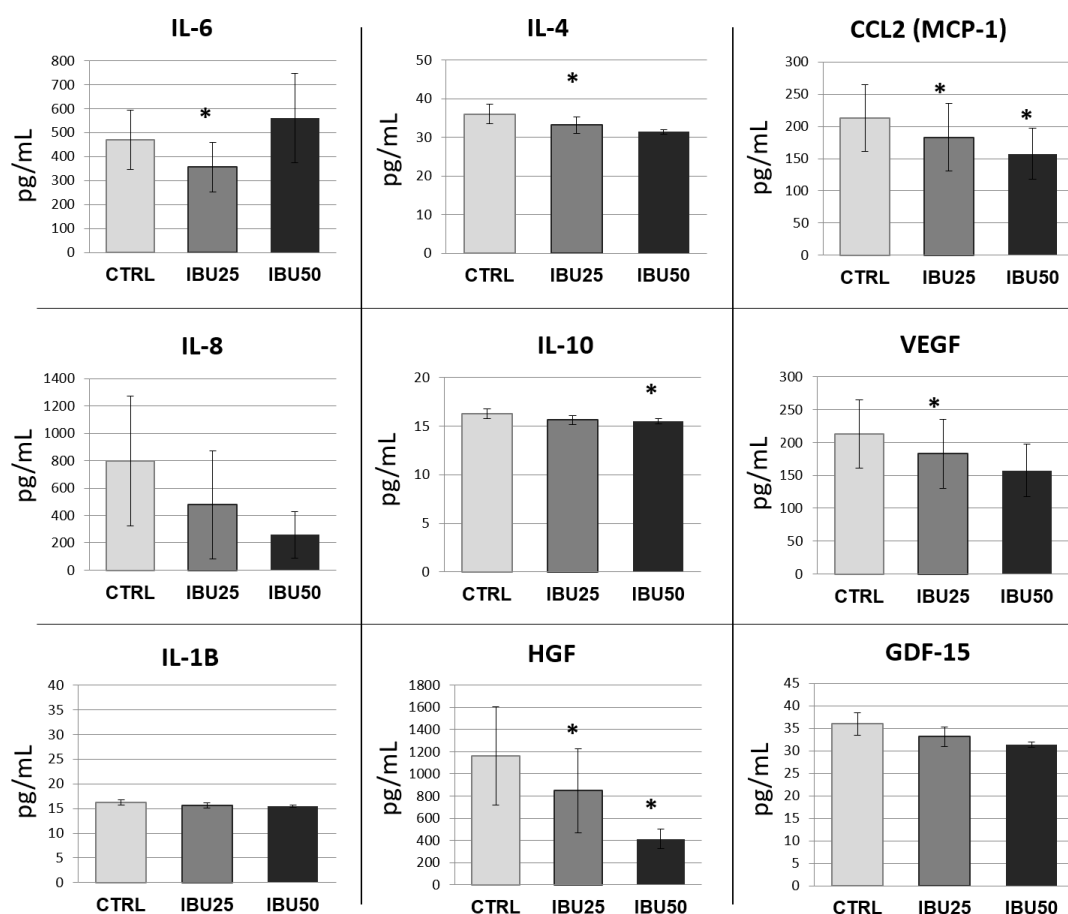 IL-6
pg/mL
800
700
600
500
400
300
200
100
0
*
CTRL IBU25 IBU50
IL-4
pg/mL
50
40
30
20
10
0
*
CTRL IBU25 IBU50
CCL2 (MCP-1)
pg/mL
300
250
200
150
100
50
0
* *
CTRL IBU25 IBU50
IL-8
pg/mL
1400
1200
1000
800
600
400
200
0
CTRL IBU25 IBU50
IL-10
pg/mL
20
15
10
5
0
*
CTRL IBU25 IBU50
VEGF
pg/mL
300
250
200
150
100
50
0
*
CTRL IBU25 IBU50
IL-1B
pg/mL
40
35
30
25
20
15
10
5
0
CTRL IBU25 IBU50
HGF
pg/mL
1800
1600
1400
1200
1000
800
600
400
200
0
* *
CTRL IBU25 IBU50
GDF-15
pg/mL
45
40
35
30
25
20
15
10
5
0
CTRL IBU25 IBU50